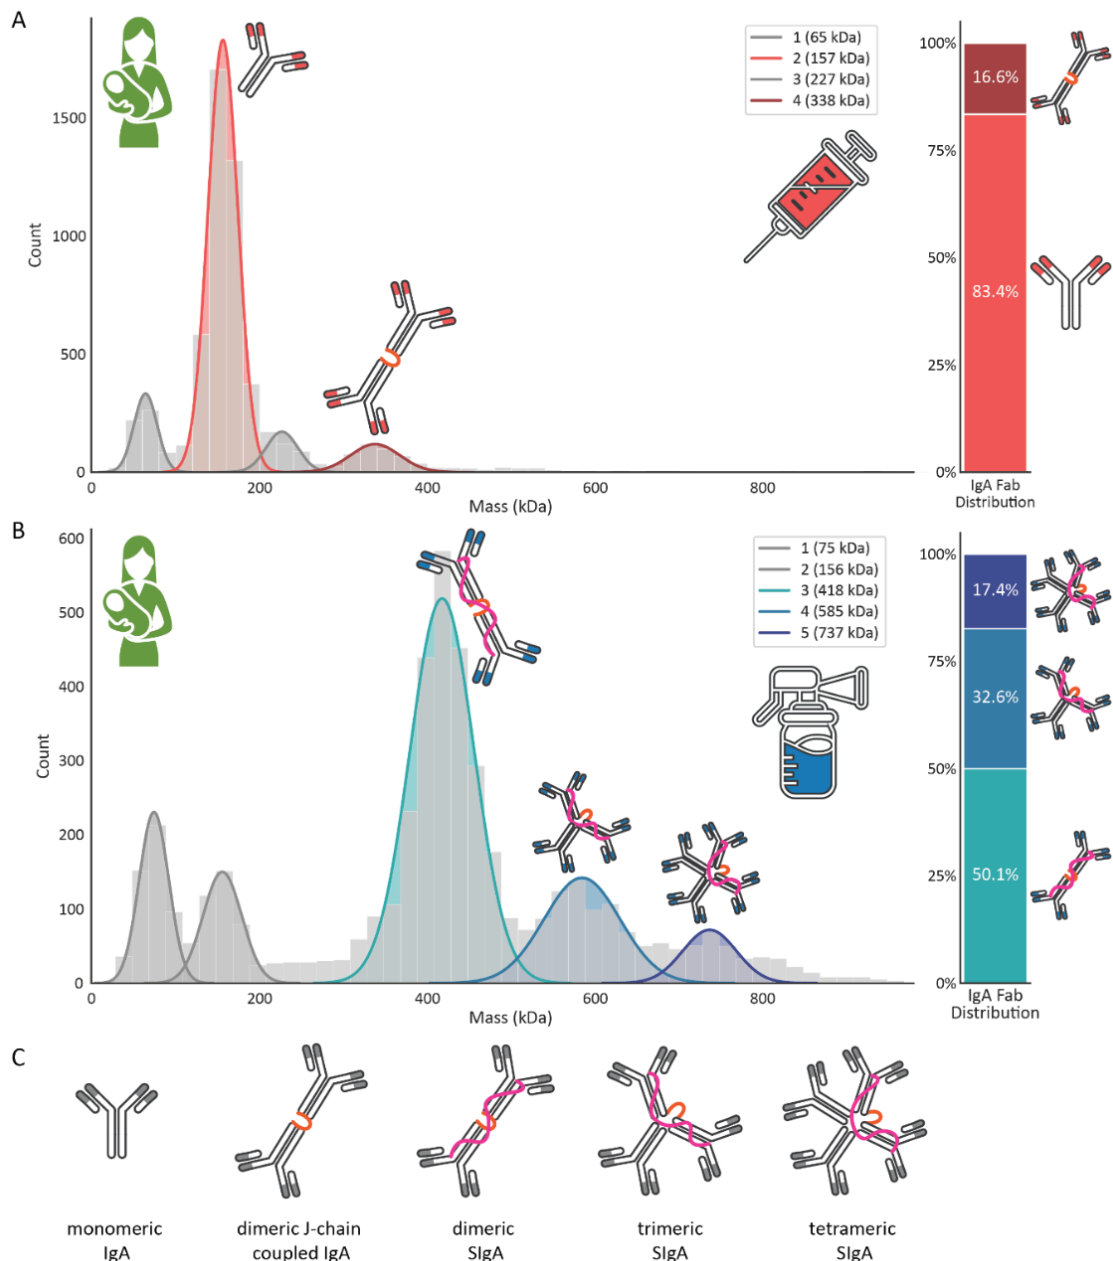 A
1 (65 kDa)
2 (157 kDa)
3 (227 kDa)
4 (338 kDa)
Count
1500
1000
500
0
0 200 400 600 800
Mass (kDa)
100%
75%
50%
25%
0%
16.6%
83.4%
IgA Fab
Distribution
B
1 (75 kDa)
2 (156 kDa)
3 (418 kDa)
4 (585 kDa)
5 (737 kDa)
Count
600
500
400
300
200
100
0
0 200 400 600 800
Mass (kDa)
100%
75%
50%
25%
0%
17.4%
32.6%
50.1%
IgA Fab
Distribution
C
monomeric
IgA
dimeric J-chain
coupled IgA
dimeric
SIgA
trimeric
SIgA
tetrameric
SIgA